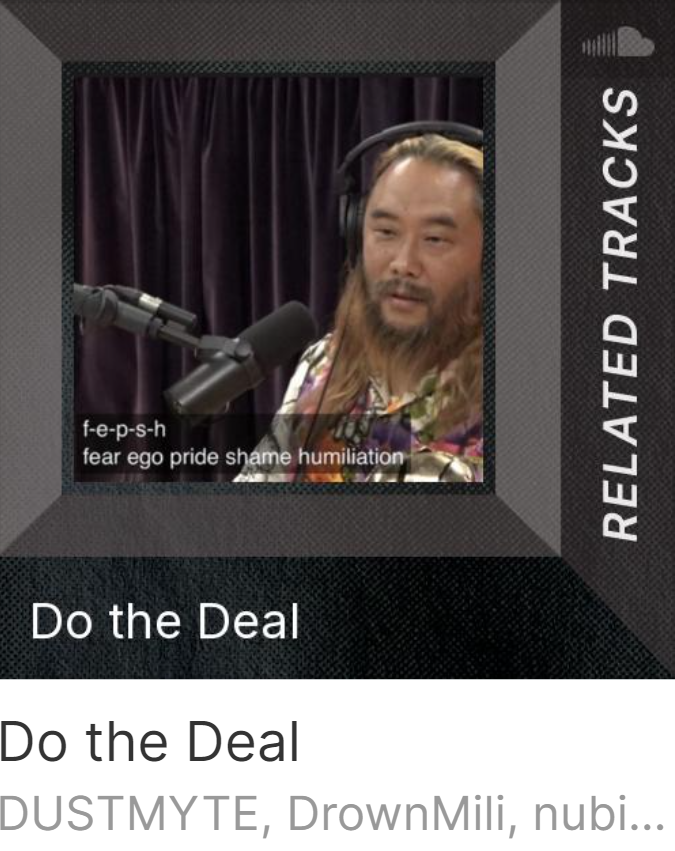 RELATED TRACKS
f-e-p-s-h
fear ego pride shame humiliation
Do the Deal
Do the Deal
DUSTMYTE, DrownMili, nubi...